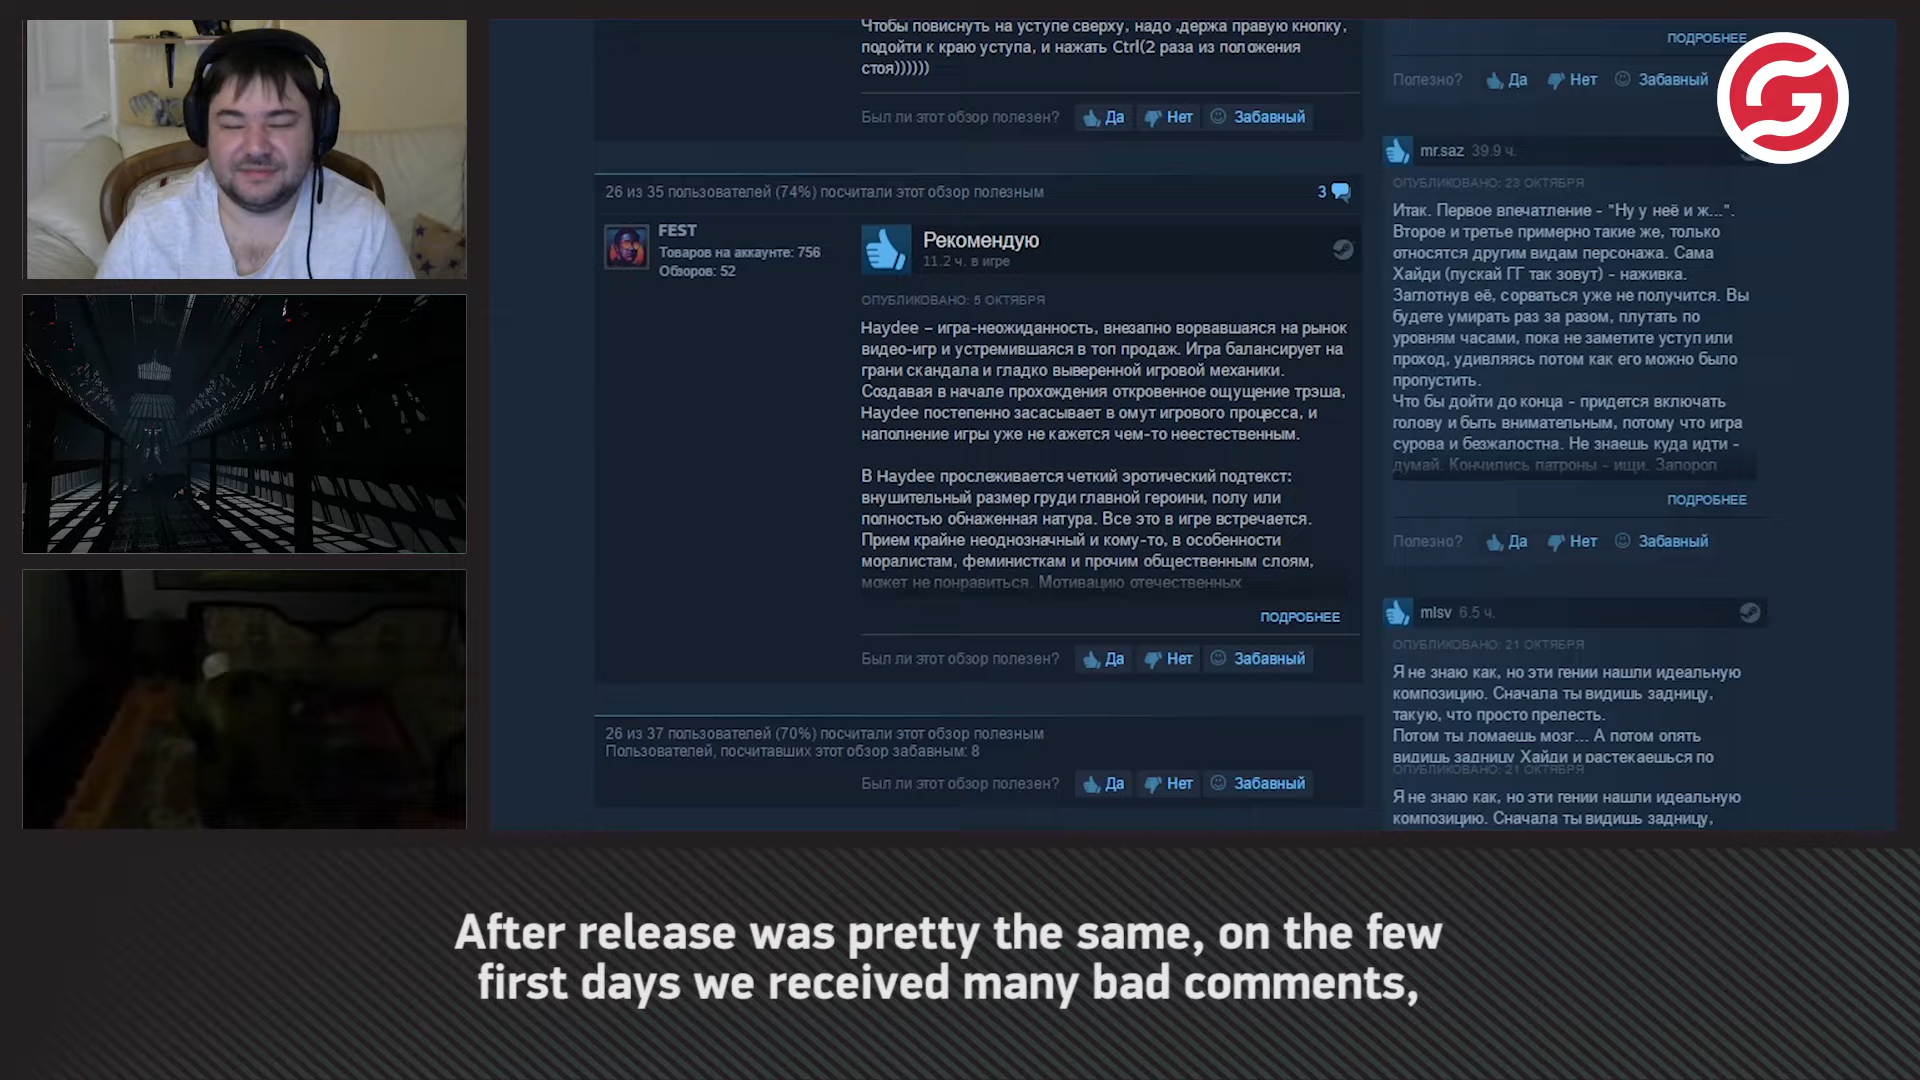 Чтобы повиснуть на уступе сверху, надо ,держа правую кнопку,
подойти к краю уступа, и нажать Ctrl(2 раза из положения
стоя))))))
Был ли этот обзор полезен? Да Нет Забавный
26 из 35 пользователей (74%) посчитали этот обзор полезным 3
FEST
Товаров на аккаунте: 756
Обзоров: 52
Рекомендую
11.2 ч. в игре
ОПУБЛИКОВАНО: 5 ОКТЯБРЯ
Haydee – игра-неожиданность, внезапно ворвавшаяся на рынок
видео-игр и устремившаяся в топ продаж. Игра балансирует на
грани скандала и гладко выверенной игровой механики.
Создавая в начале прохождения откровенное ощущение трэша,
Haydee постепенно засасывает в омут игрового процесса, и
наполнение игры уже не кажется чем-то неестественным.
В Haydee прослеживается четкий эротический подтекст:
внушительный размер груди главной героини, полу или
полностью обнаженная натура. Все это в игре встречается.
Прием крайне неоднозначный и кому-то, в особенности
моралистам, феминисткам и прочим общественным слоям,
может не понравиться. Мотивацию отечественных
ПОДРОБНЕЕ
Был ли этот обзор полезен? Да Нет Забавный
26 из 37 пользователей (70%) посчитали этот обзор полезным
Пользователей, посчитавших этот обзор забавным: 8
Был ли этот обзор полезен? Да Нет Забавный
ПОДРОБНЕЕ
Полезно? Да Нет Забавный
mr.saz 39.9 ч.
ОПУБЛИКОВАНО: 23 ОКТЯБРЯ
Итак. Первое впечатление - "Ну у неё и ж...".
Второе и третье примерно такие же, только
относятся другим видам персонажа. Сама
Хайди (пускай ГГ так зовут) - наживка.
Заглотнув её, сорваться уже не получится. Вы
будете умирать раз за разом, плутать по
уровням часами, пока не заметите уступ или
проход, удивляясь потом как его можно было
пропустить.
Что бы дойти до конца - придется включать
голову и быть внимательным, потому что игра
сурова и безжалостна. Не знаешь куда идти -
думай. Кончились патроны - ищи. Запорол
ПОДРОБНЕЕ
Полезно? Да Нет Забавный
mlsv 6.5 ч.
ОПУБЛИКОВАНО: 21 ОКТЯБРЯ
Я не знаю как, но эти гении нашли идеальную
композицию. Сначала ты видишь задницу,
такую, что просто прелесть.
Потом ты ломаешь мозг... А потом опять
видишь задницу Хайди и растекаешься по
ОПУБЛИКОВАНО: 21 ОКТЯБРЯ
Я не знаю как, но эти гении нашли идеальную
композицию. Сначала ты видишь задницу,
After release was pretty the same, on the few
first days we received many bad comments,